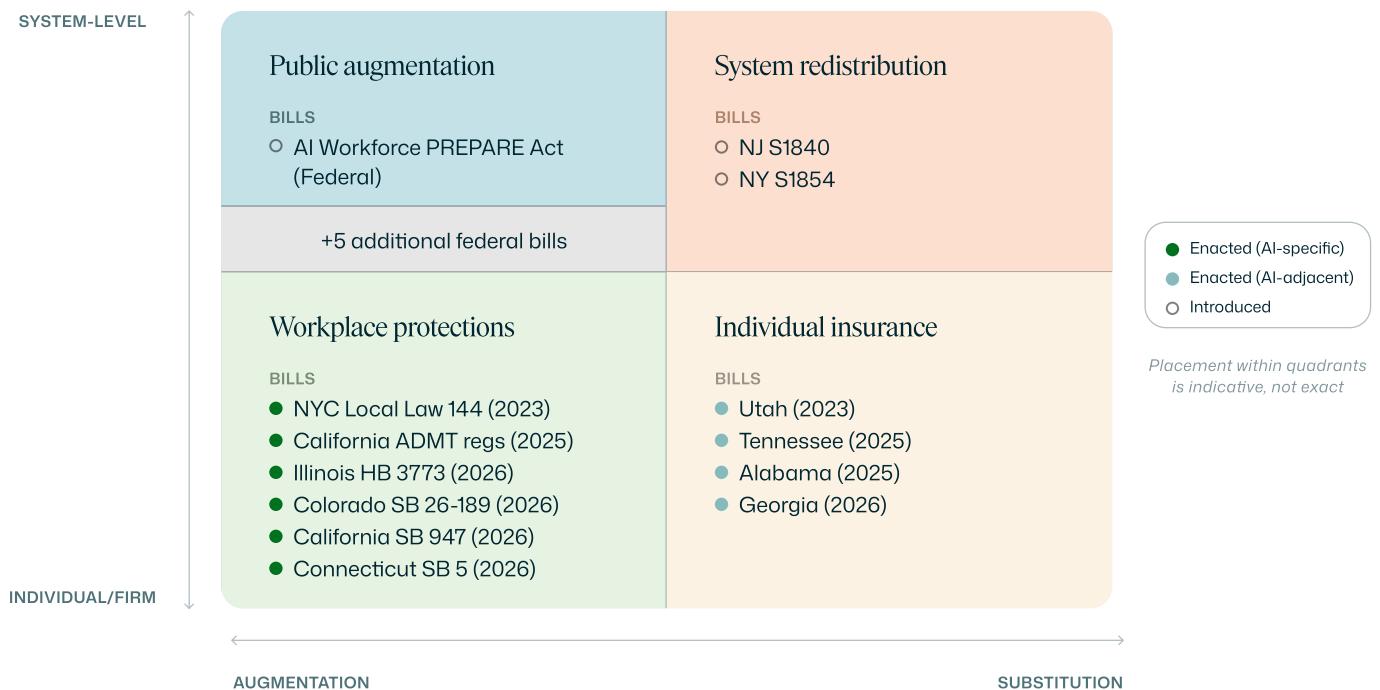 SYSTEM-LEVEL
Public augmentation
BILLS
AI Workforce PREPARE Act
(Federal)
System redistribution
BILLS
NJ S1840
NY S1854
+5 additional federal bills
Workplace protections
BILLS
NYC Local Law 144 (2023)
California ADMT regs (2025)
Illinois HB 3773 (2026)
Colorado SB 26-189 (2026)
California SB 947 (2026)
Connecticut SB 5 (2026)
Individual insurance
BILLS
Utah (2023)
Tennessee (2025)
Alabama (2025)
Georgia (2026)
Enacted (AI-specific)
Enacted (AI-adjacent)
Introduced
Placement within quadrants
is indicative, not exact
INDIVIDUAL/FIRM
AUGMENTATION
SUBSTITUTION